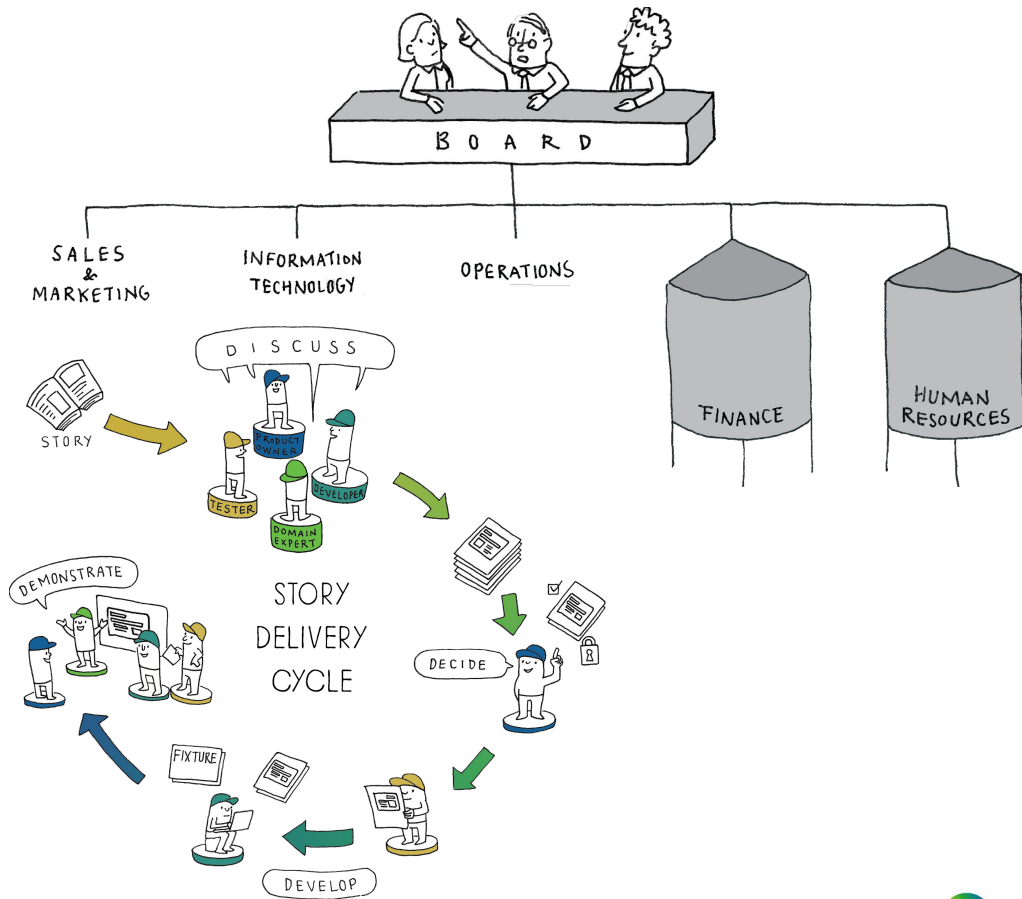 BOARD
SALES
&
MARKETING
INFORMATION
TECHNOLOGY
OPERATIONS
FINANCE
HUMAN
RESOURCES
DISCUSS
STORY
PRODUCT
OWNER
TESTER
DEVELOPER
DOMAIN
EXPERT
DEMONSTRATE
STORY
DELIVERY
CYCLE
DECIDE
FIXTURE
DEVELOP